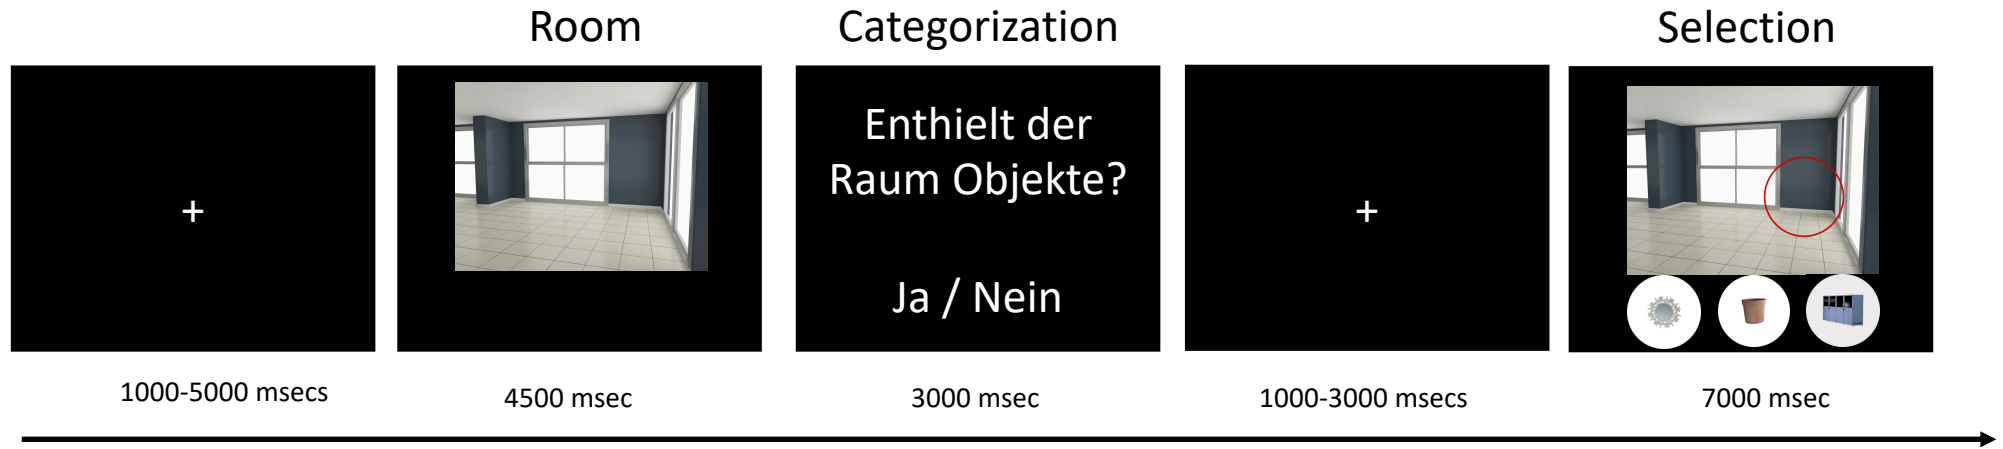 Room
Categorization
Selection
+
Enthielt der
Raum Objekte?
Ja / Nein
+
1000-5000 msecs
4500 msec
3000 msec
1000-3000 msecs
7000 msec